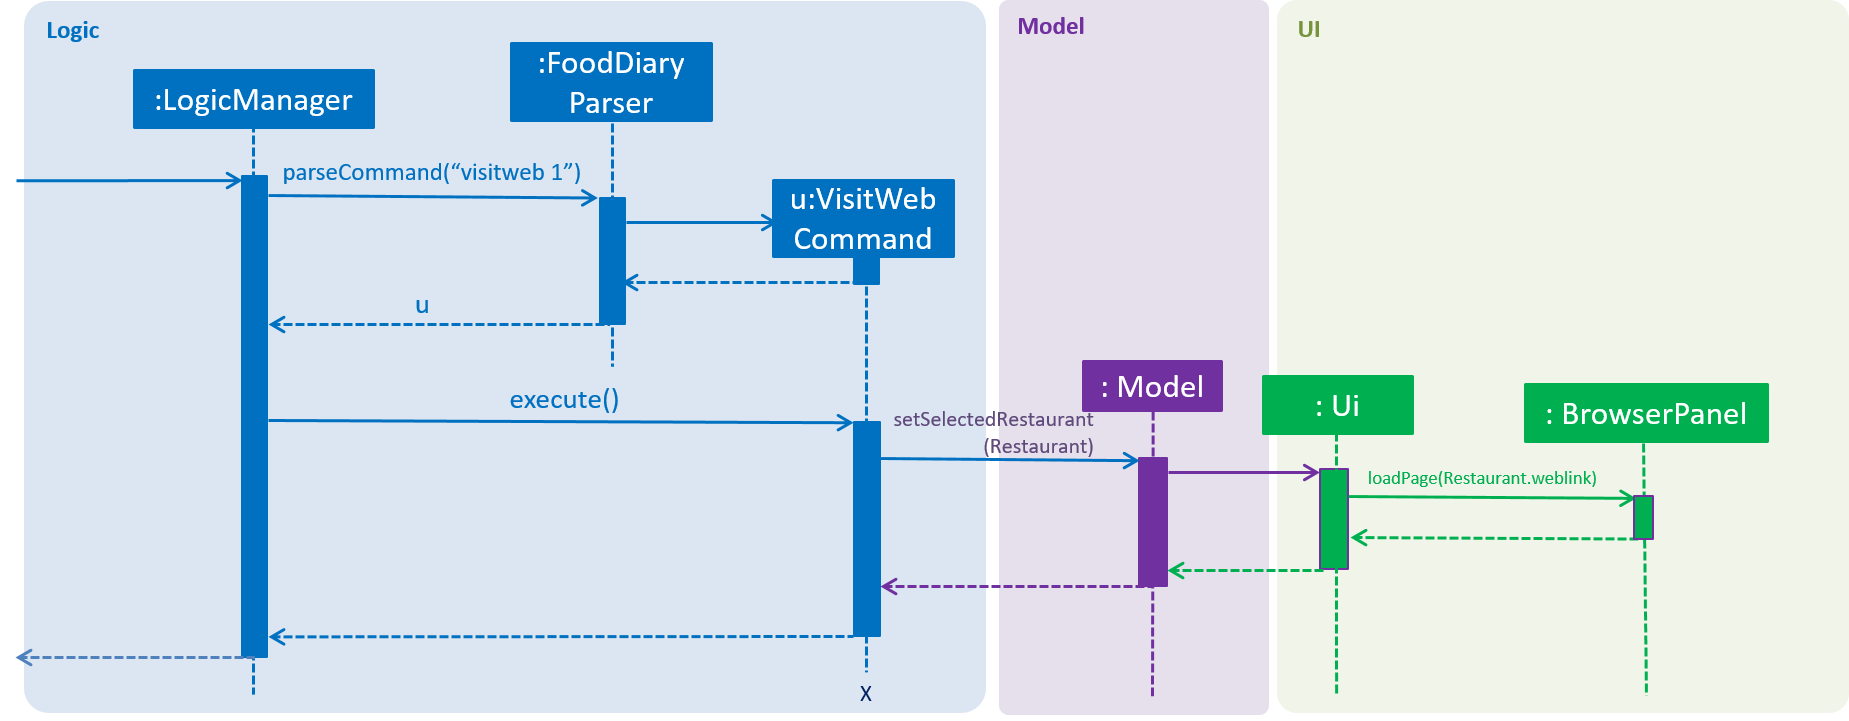 Logic
Model
UI
:LogicManager
:FoodDiary
Parser
parseCommand(“visitweb 1”)
u:VisitWeb
Command
u
execute()
setSelectedRestaurant
(Restaurant)
: Model
: Ui
: BrowserPanel
loadPage(Restaurant.weblink)
X